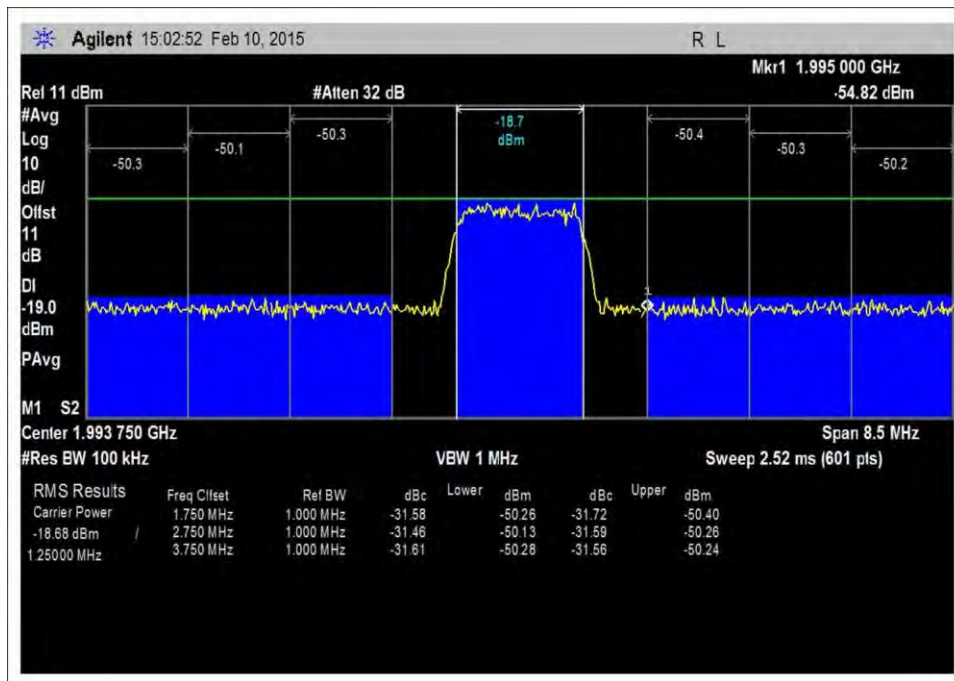 Agilent 15:02:52 Feb 10, 2015 R L
Mkr1 1.995 000 GHz
Rel 11 dBm #Atten 32 dB -54.82 dBm
#Avg
Log
10
dB/
Offst
11
dB
DI
-19.0
dBm
PAvg
M1 S2
-50.3 -50.1 -50.3 -18.7 -50.4 -50.3 -50.2
dBm
1
Center 1.993 750 GHz Span 8.5 MHz
#Res BW 100 kHz VBW 1 MHz Sweep 2.52 ms (601 pts)
RMS Results Freq Clfset Ref BW dBc Lower dBm dBc Upper dBm
Carrier Power 1.750 MHz 1.000 MHz -31.58 -50.26 -31.72 -50.40
-18.68 dBm / 2.750 MHz 1.000 MHz -31.46 -50.13 -31.59 -50.26
1.25000 MHz 3.750 MHz 1.000 MHz -31.61 -50.28 -31.56 -50.24